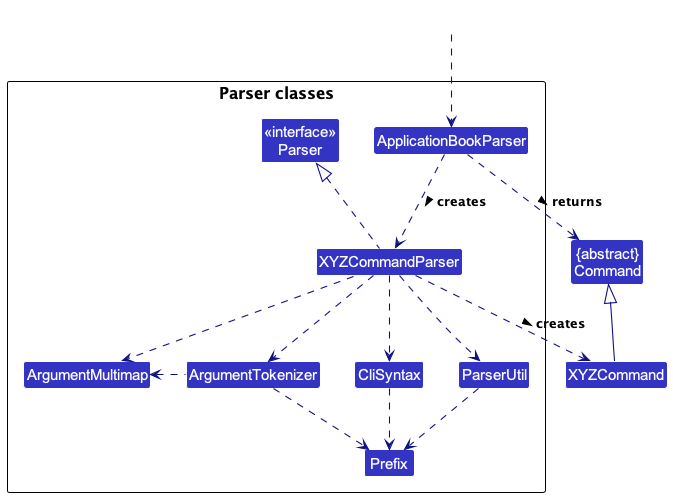 Parser classes
«interface»
Parser
ApplicationBookParser
creates
returns
XYZCommandParser
{abstract}
Command
creates
ArgumentMultimap
ArgumentTokenizer
CliSyntax
ParserUtil
XYZCommand
Prefix